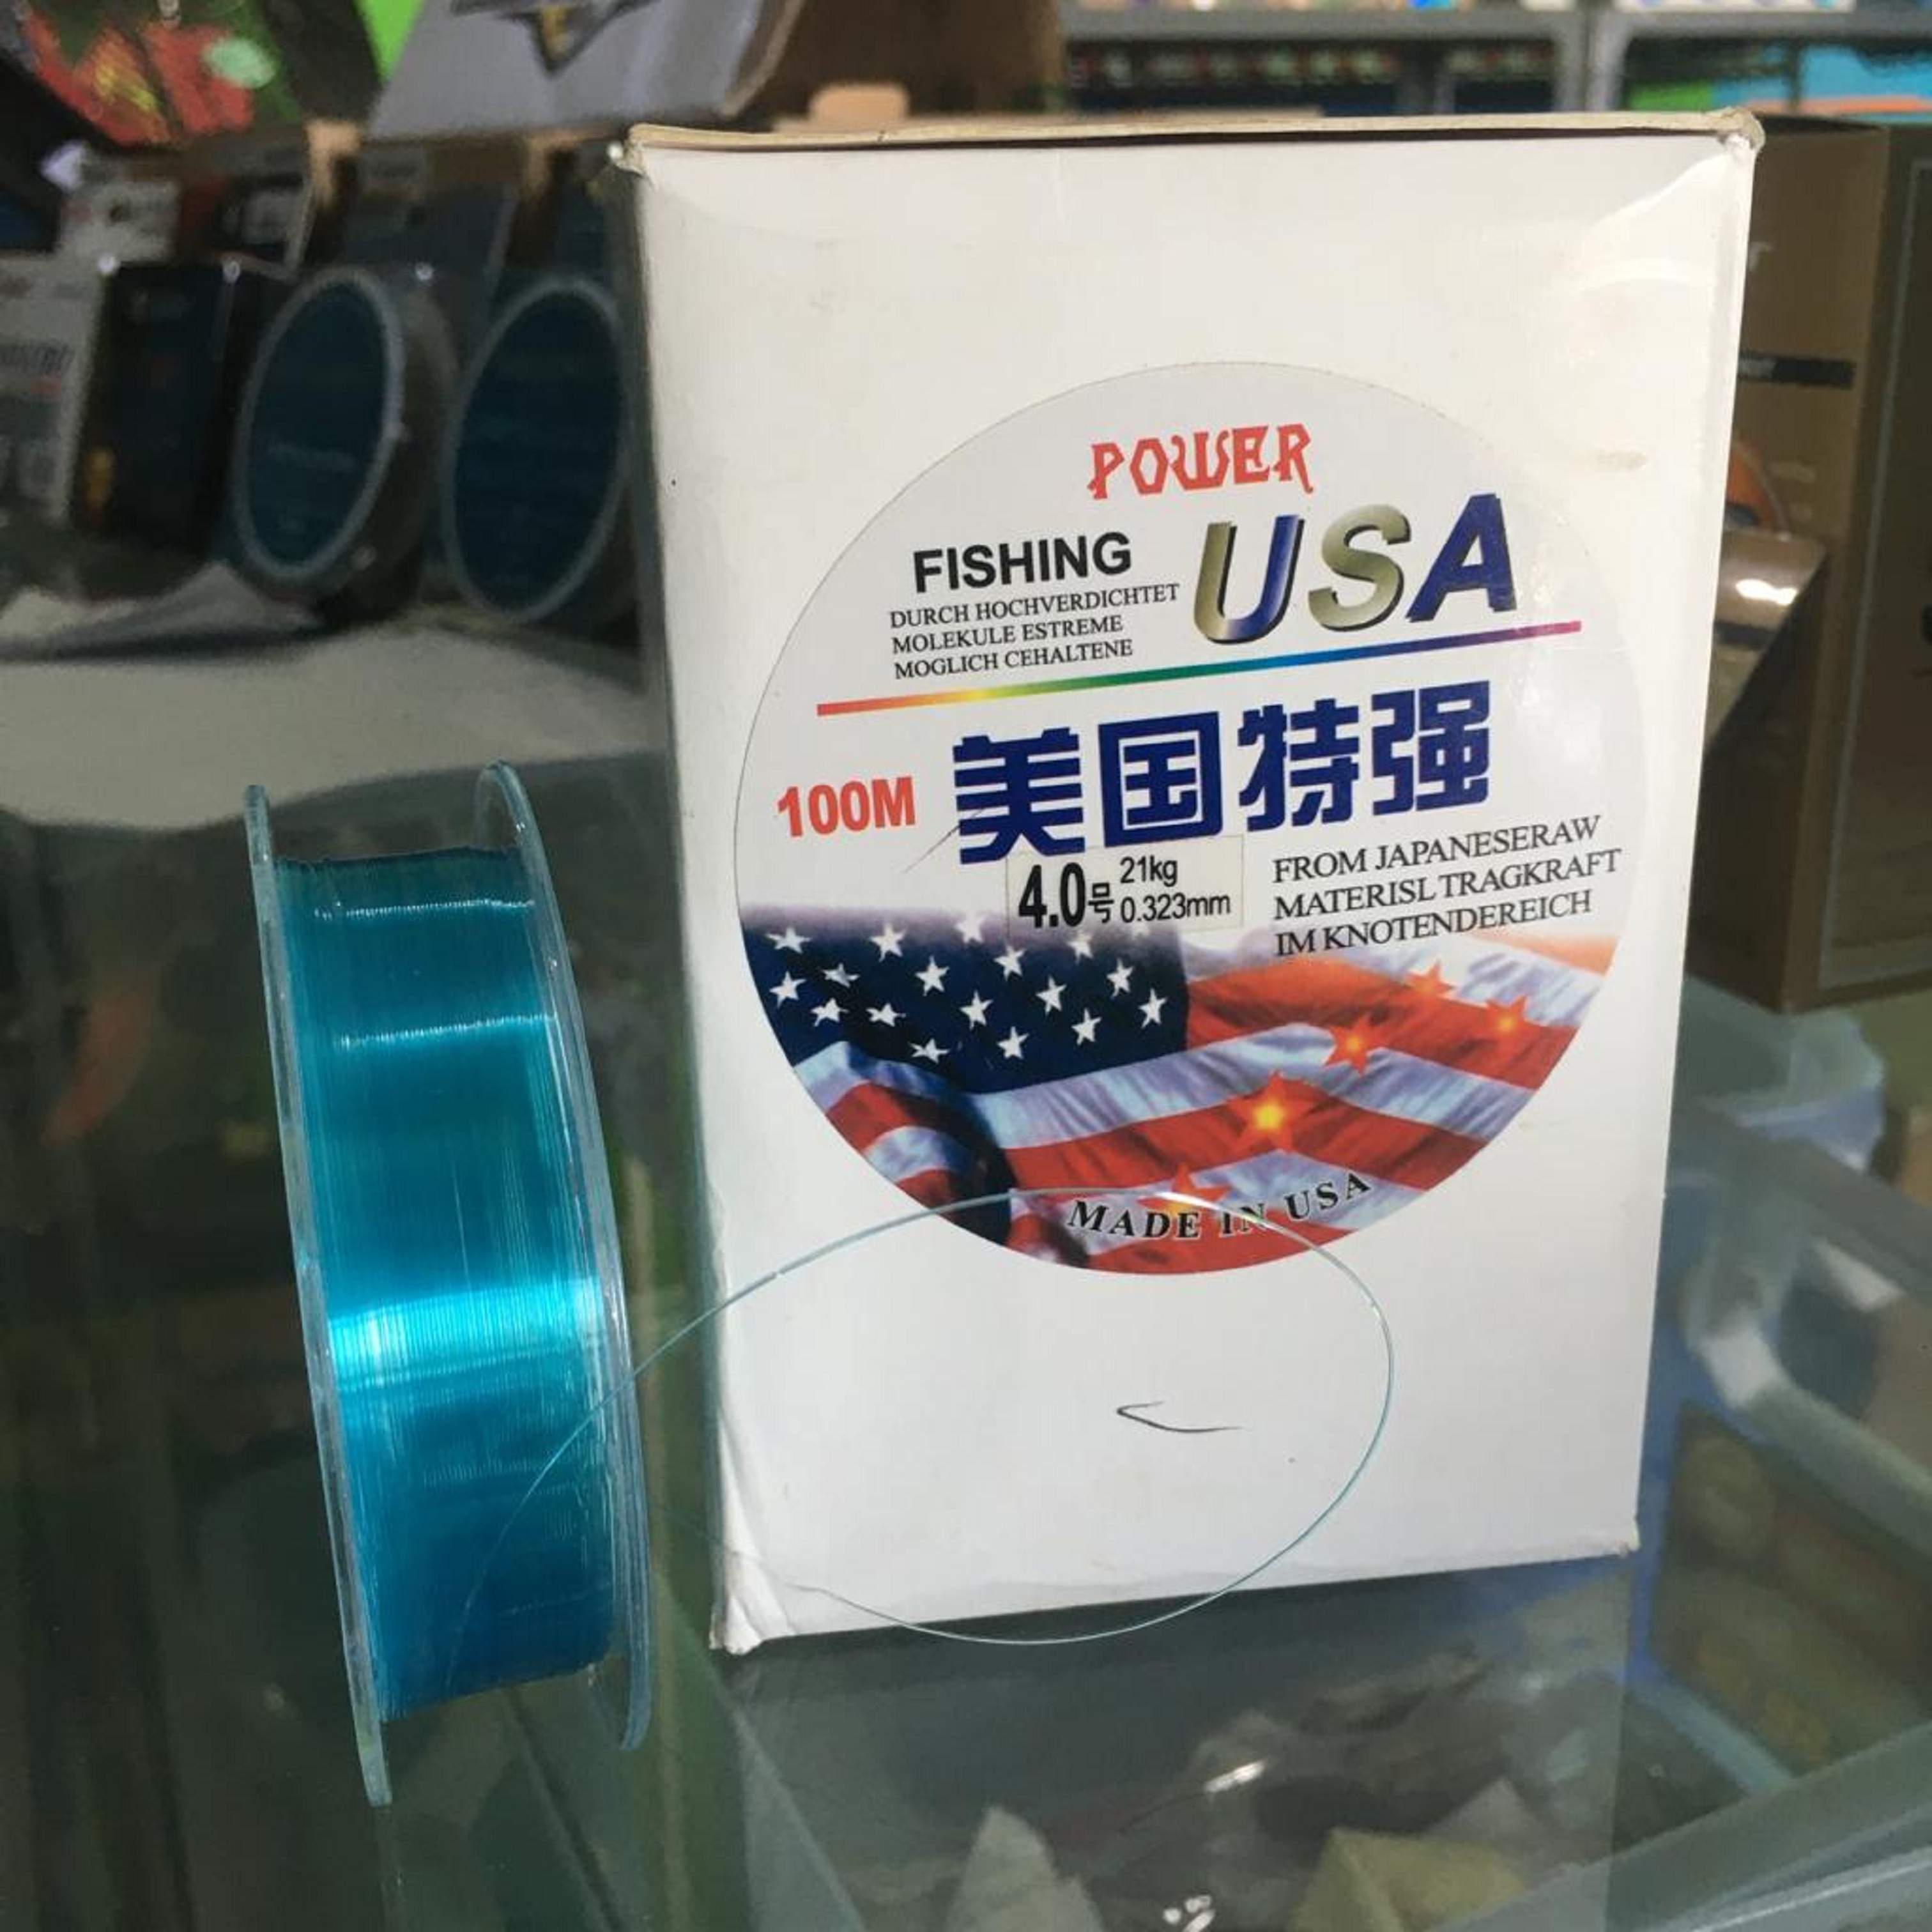 POWER
FISHING USA
DURCH HOCHVERDICHTET
MOLEKULE ESTREME
MOGLICH CEHALTENE
美国特强
100M
4.0号 21kg
0.323mm
FROM JAPANESERAW
MATERISL TRAGKRAFT
IM KNOTENDEREICH
MADE IN USA